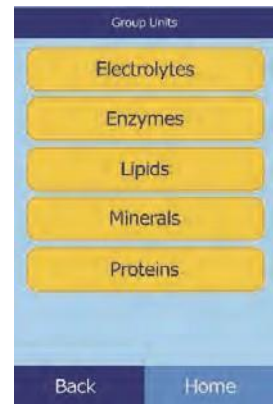 Group Units
Electrolytes
Enzymes
Lipids
Minerals
Proteins
Back
Home